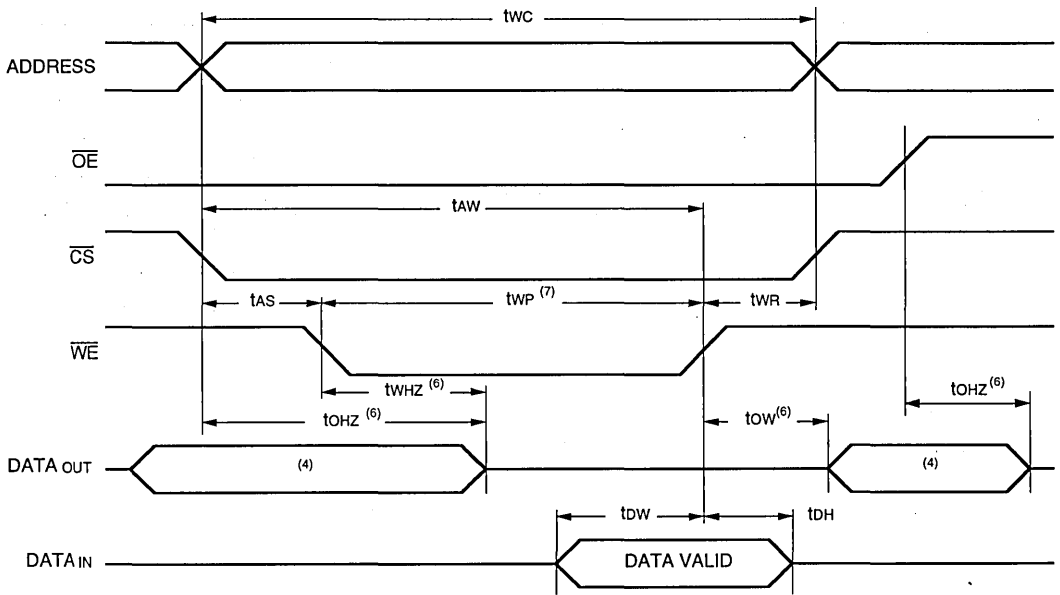 tWC
ADDRESS
OE
tAW
CS
tAS tWP (7) tWR
WE
tWHZ (6)
tOHZ (6) tOW(6) tOHZ(6)
DATA OUT (4) (4)
tDW tDH
DATA IN DATA VALID